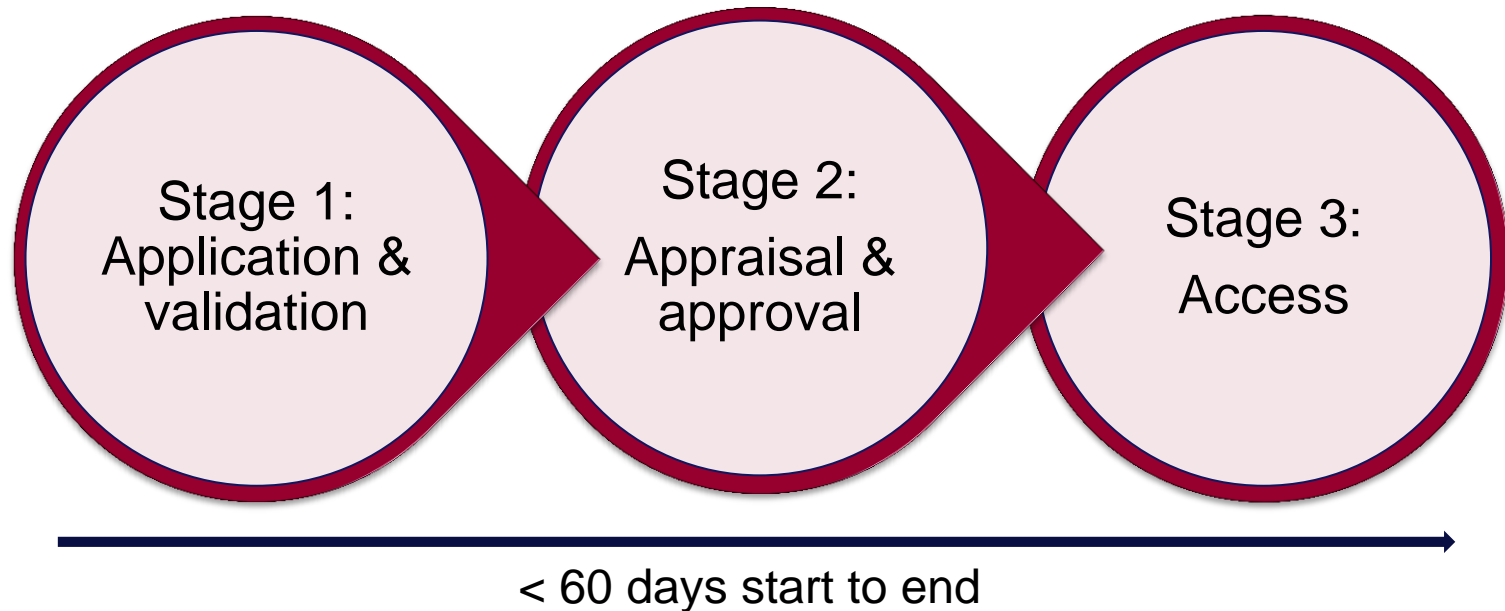 Stage 1:
Application &
validation
Stage 2:
Appraisal &
approval
Stage 3:
Access
< 60 days start to end